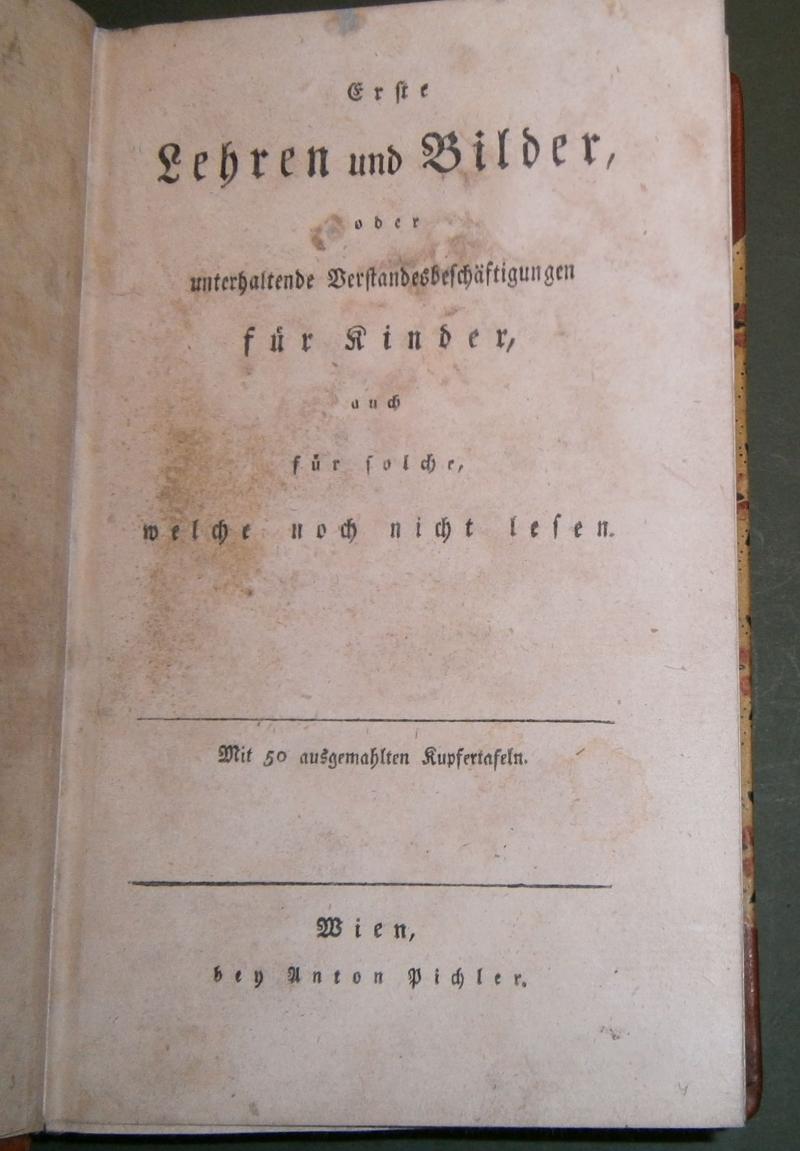 Erste
Lehren und Bilder,
oder
unterhaltende Verstandesbeschäftigungen
für Kinder,
auch
für solche,
welche noch nicht lesen.
Mit 50 ausgemahlten Kupfertafeln.
Wien,
bey Anton Pichler.